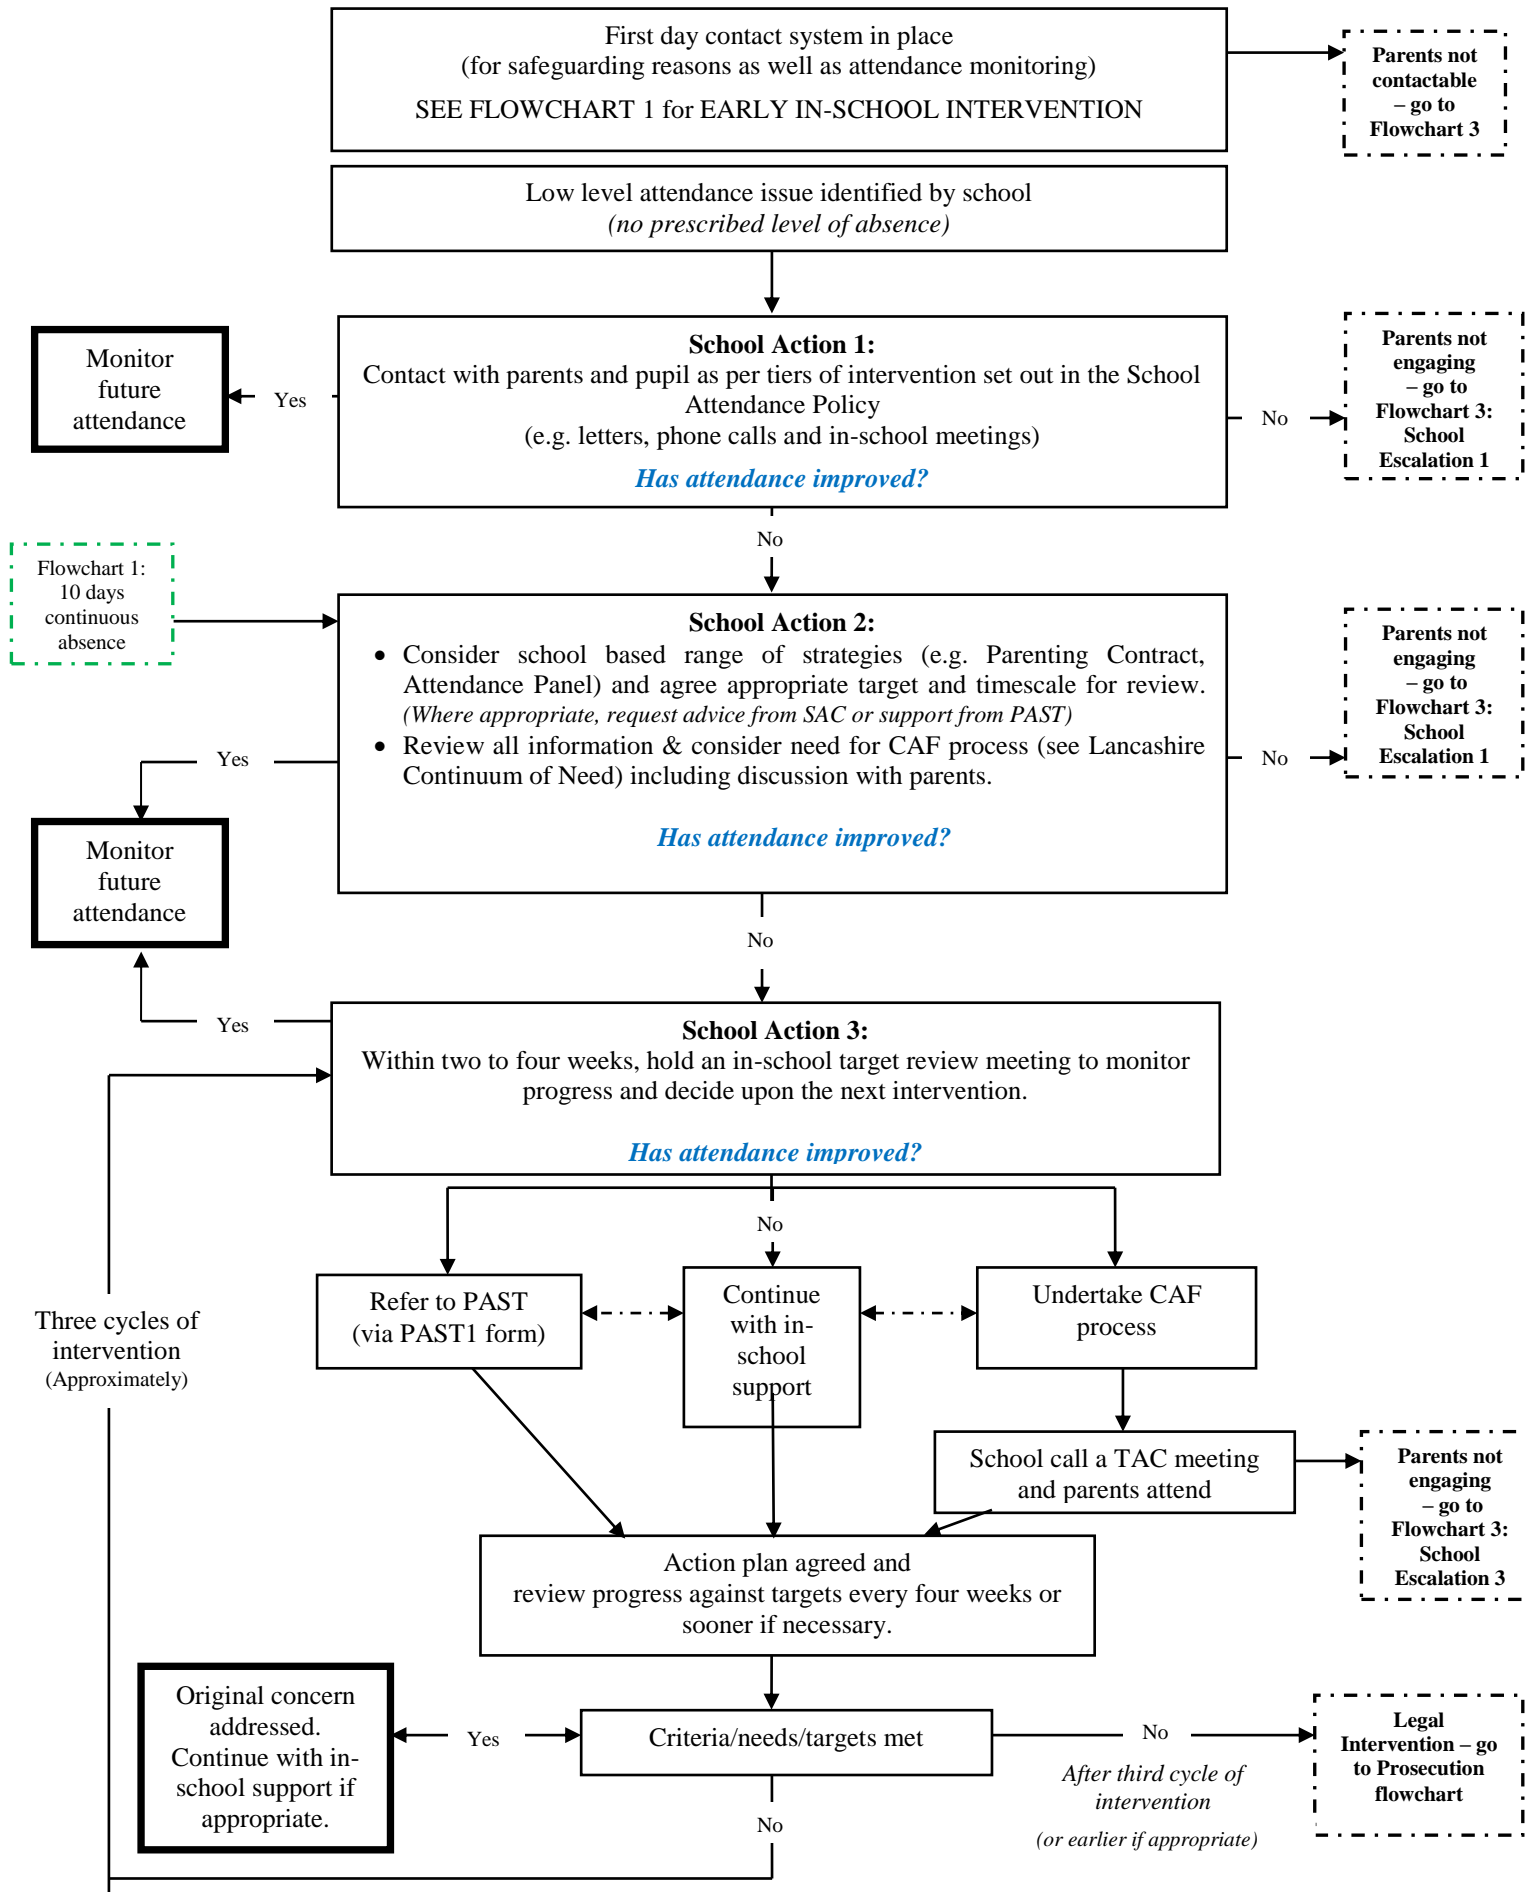 First day contact system in place
(for safeguarding reasons as well as attendance monitoring)
SEE FLOWCHART 1 for EARLY IN-SCHOOL INTERVENTION
Parents not
contactable
– go to
Flowchart 3
Low level attendance issue identified by school
(no prescribed level of absence)
Monitor
future
attendance
Yes
School Action 1:
Contact with parents and pupil as per tiers of intervention set out in the School
Attendance Policy
(e.g. letters, phone calls and in-school meetings)
Has attendance improved?
No
Parents not
engaging
– go to
Flowchart 3:
School
Escalation 1
No
Flowchart 1:
10 days
continuous
absence
School Action 2:
• Consider school based range of strategies (e.g. Parenting Contract,
Attendance Panel) and agree appropriate target and timescale for review.
(Where appropriate, request advice from SAC or support from PAST)
• Review all information & consider need for CAF process (see Lancashire
Continuum of Need) including discussion with parents.
Has attendance improved?
Yes
No
Parents not
engaging
– go to
Flowchart 3:
School
Escalation 1
Monitor
future
attendance
No
Yes
School Action 3:
Within two to four weeks, hold an in-school target review meeting to monitor
progress and decide upon the next intervention.
Has attendance improved?
No
Three cycles of
intervention
(Approximately)
Refer to PAST
(via PAST1 form)
Continue
with in-
school
support
Undertake CAF
process
School call a TAC meeting
and parents attend
Parents not
engaging
– go to
Flowchart 3:
School
Escalation 3
Action plan agreed and
review progress against targets every four weeks or
sooner if necessary.
Original concern
addressed.
Continue with in-
school support if
appropriate.
Yes
Criteria/needs/targets met
No
After third cycle of
intervention
(or earlier if appropriate)
Legal
Intervention – go
to Prosecution
flowchart
No